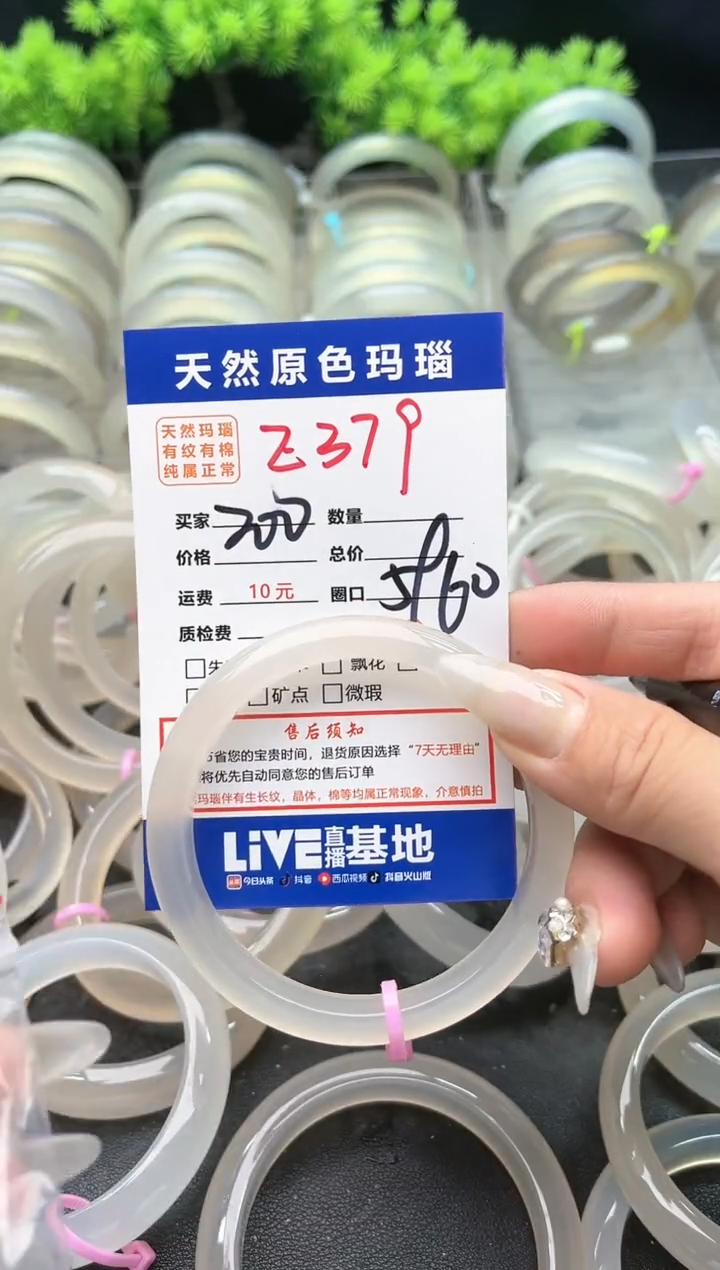 天然原色玛瑙
天然玛瑙
有纹有棉
纯属正常
Z379
买家 200 数量
价格 总价
运费 10元 圈口 5960
质检费
飘花
矿点 微瑕
售后须知
省您的宝贵时间，退货原因选择“7天无理由”
将优先自动同意您的售后订单
玛瑙伴有生长纹，晶体，棉等均属正常现象，介意慎拍
LiVE直播基地
头条 今日头条 抖音 西瓜视频 抖音火山版